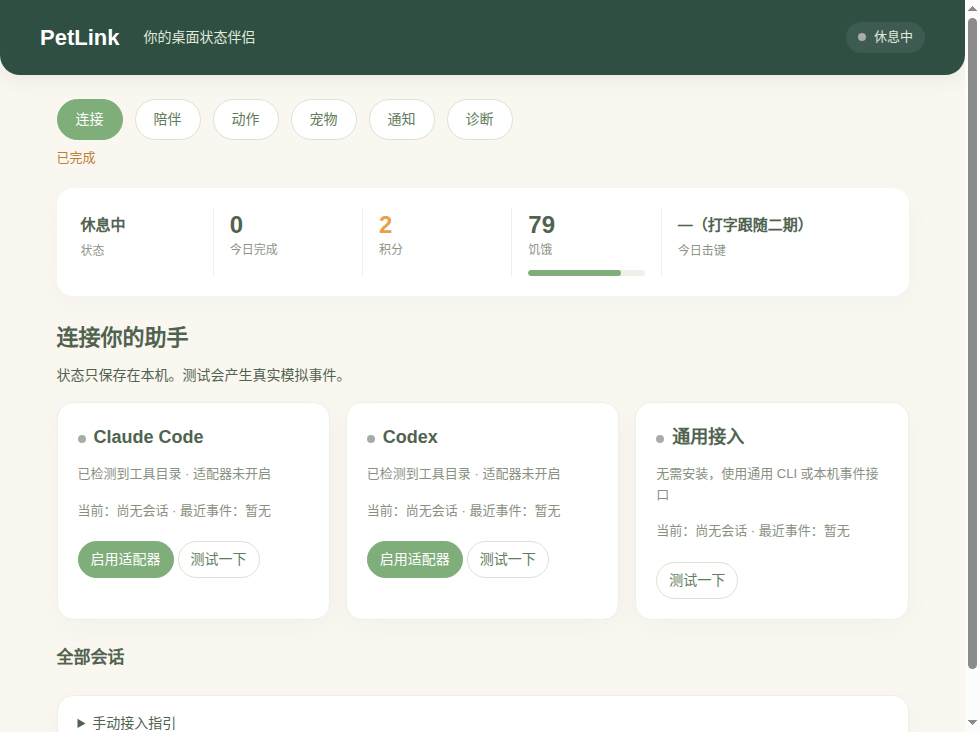 PetLink 你的桌面状态伴侣 休息中
连接 陪伴 动作 宠物 通知 诊断
已完成
休息中 0 2 79 —（打字跟随二期）
状态 今日完成 积分 饥饿 今日击键
连接你的助手
状态只保存在本机。测试会产生真实模拟事件。
Claude Code
已检测到工具目录 · 适配器未开启
当前：尚无会话 · 最近事件：暂无
启用适配器 测试一下
Codex
已检测到工具目录 · 适配器未开启
当前：尚无会话 · 最近事件：暂无
启用适配器 测试一下
通用接入
无需安装，使用通用 CLI 或本机事件接
口
当前：尚无会话 · 最近事件：暂无
测试一下
全部会话
手动接入指引